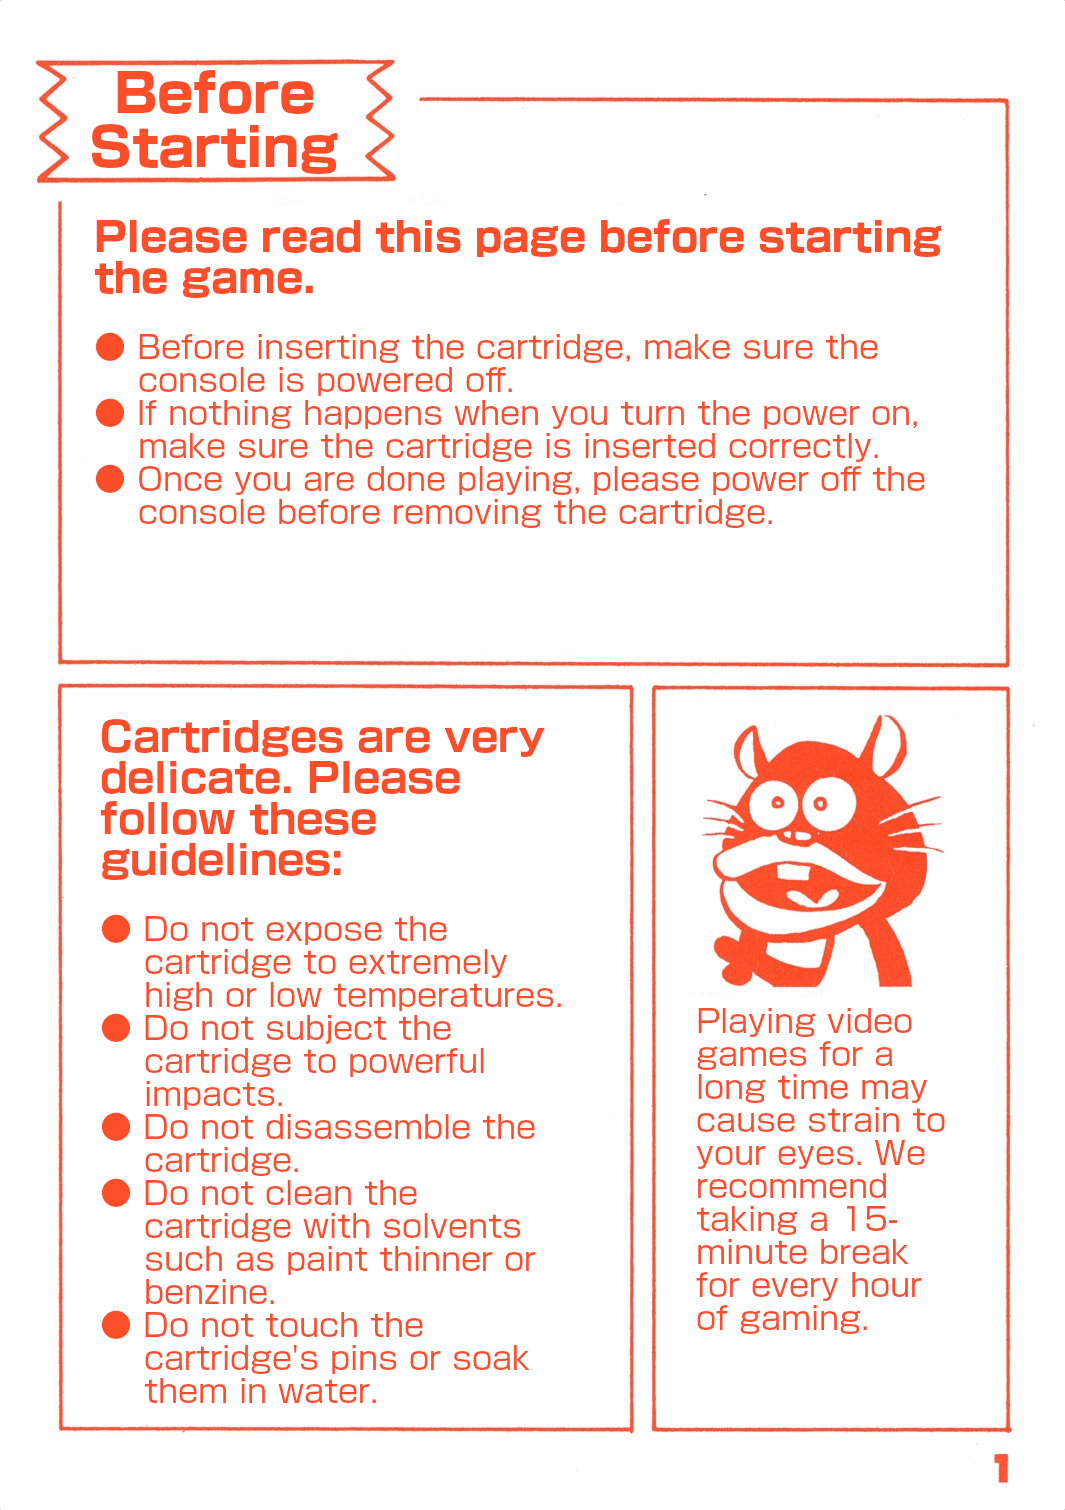 Before
Starting
Please read this page before starting
the game.
● Before inserting the cartridge, make sure the
console is powered off.
● If nothing happens when you turn the power on,
make sure the cartridge is inserted correctly.
● Once you are done playing, please power off the
console before removing the cartridge.
Cartridges are very
delicate. Please
follow these
guidelines:
● Do not expose the
cartridge to extremely
high or low temperatures.
● Do not subject the
cartridge to powerful
impacts.
● Do not disassemble the
cartridge.
● Do not clean the
cartridge with solvents
such as paint thinner or
benzine.
● Do not touch the
cartridge's pins or soak
them in water.
Playing video
games for a
long time may
cause strain to
your eyes. We
recommend
taking a 15-
minute break
for every hour
of gaming.
1